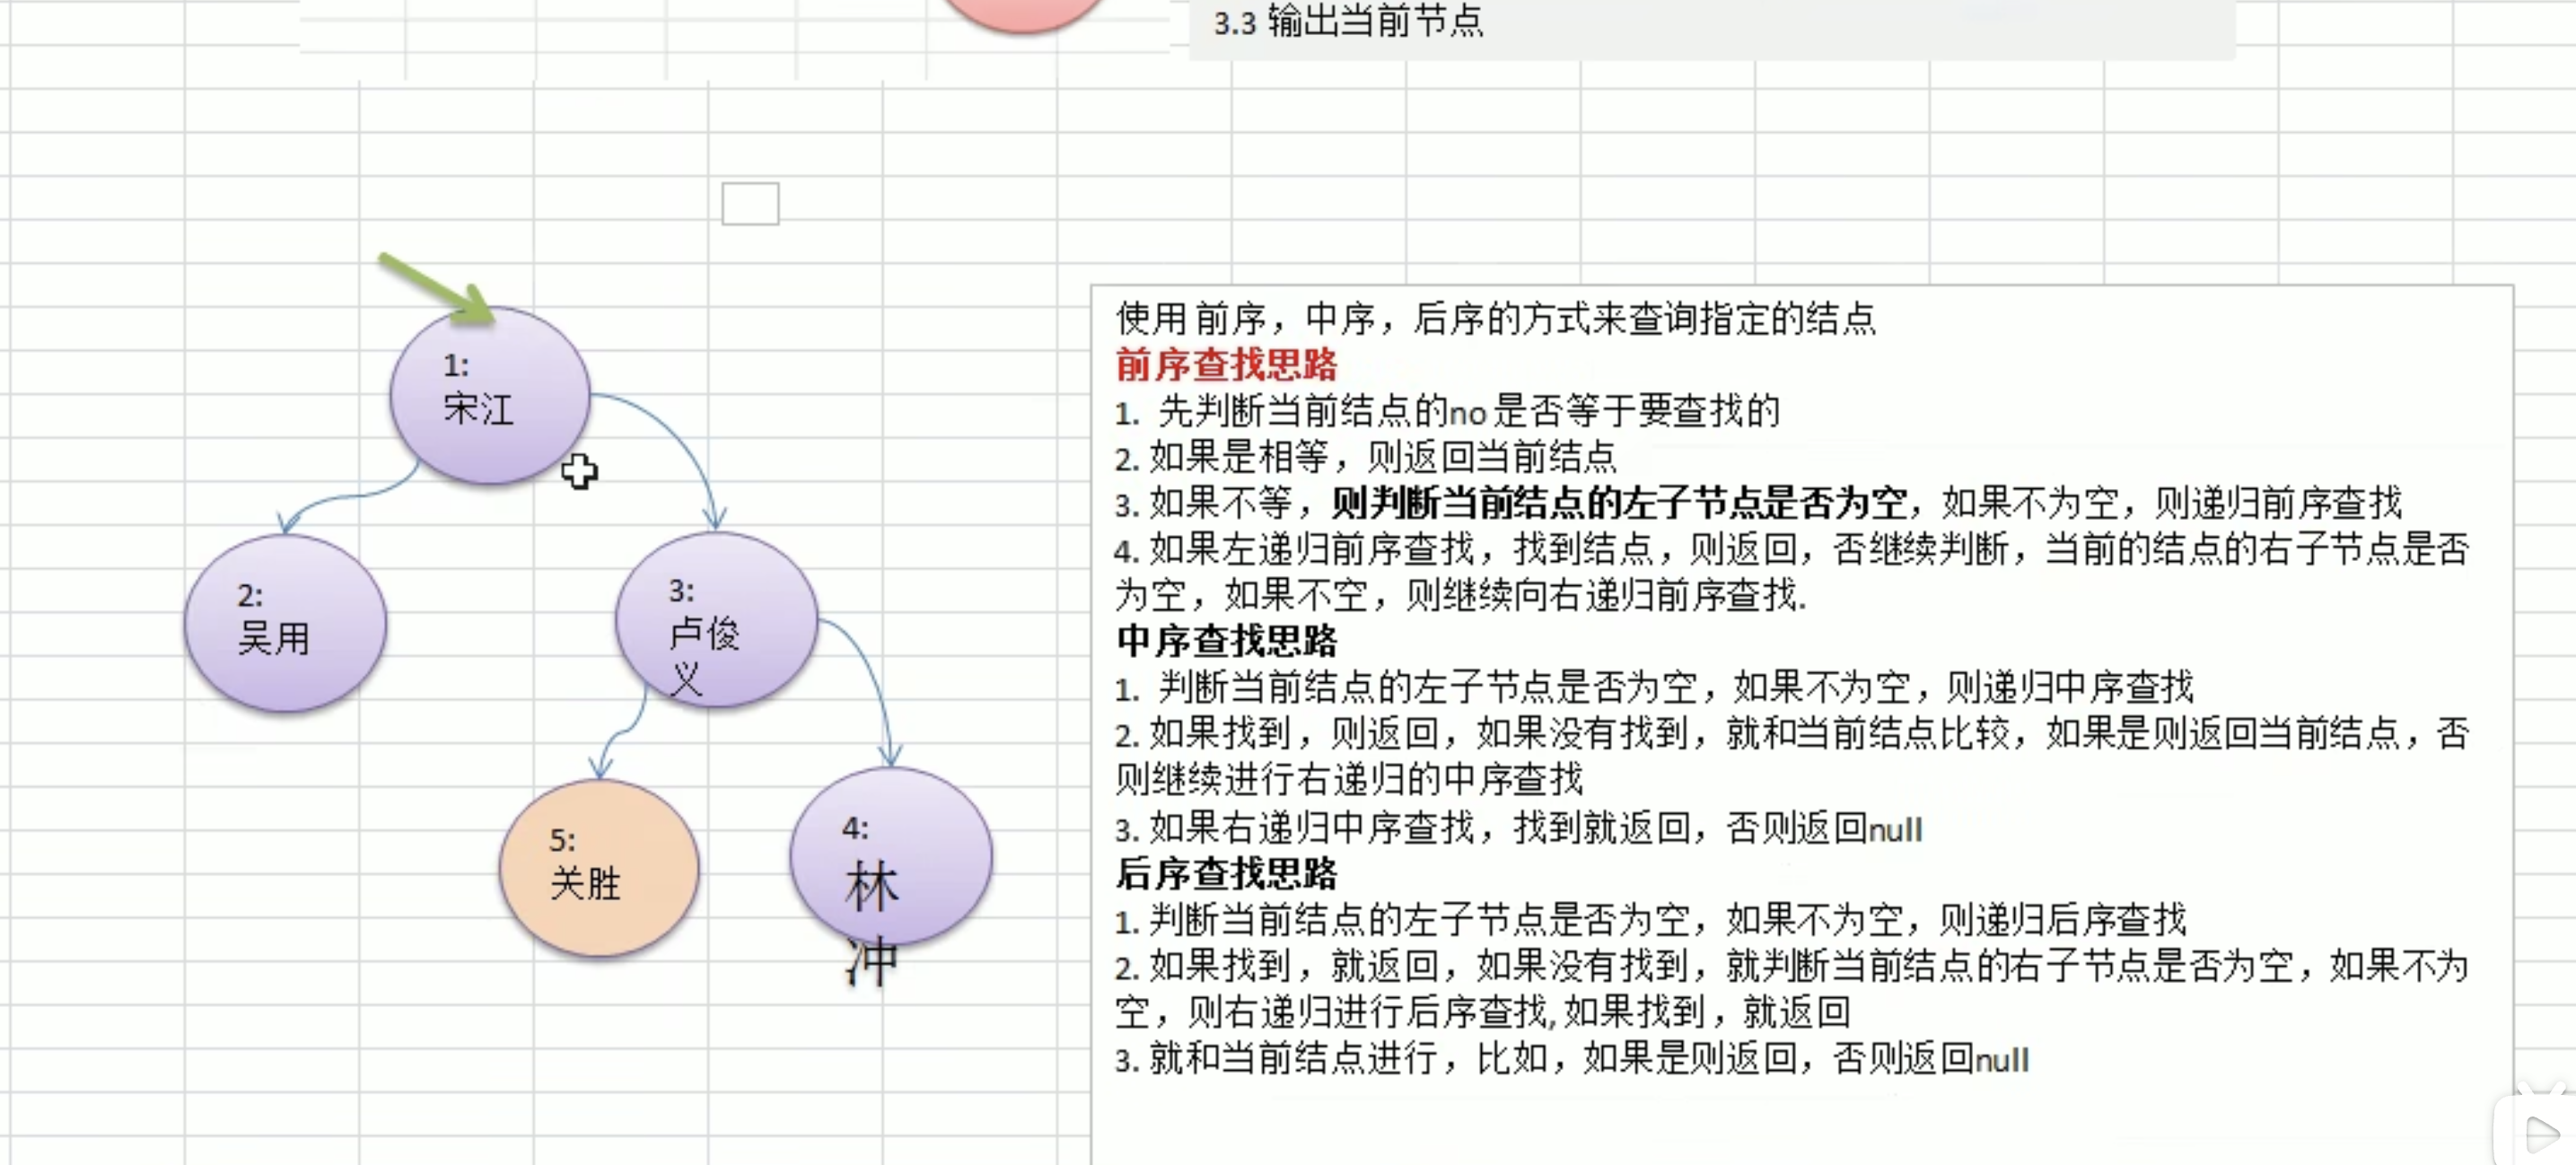 3.3 输出当前节点
1:
宋江
2:
吴用
3:
卢俊
义
5:
关胜
4:
林
冲
使用 前序，中序，后序的方式来查询指定的结点
前序查找思路
1. 先判断当前结点的no 是否等于要查找的
2. 如果是相等，则返回当前结点
3. 如果不等，则判断当前结点的左子节点是否为空，如果不为空，则递归前序查找
4. 如果左递归前序查找，找到结点，则返回，否继续判断，当前的结点的右子节点是否
为空，如果不空，则继续向右递归前序查找.
中序查找思路
1. 判断当前结点的左子节点是否为空，如果不为空，则递归中序查找
2. 如果找到，则返回，如果没有找到，就和当前结点比较，如果是则返回当前结点，否
则继续进行右递归的中序查找
3. 如果右递归中序查找，找到就返回，否则返回null
后序查找思路
1. 判断当前结点的左子节点是否为空，如果不为空，则递归后序查找
2. 如果找到，就返回，如果没有找到，就判断当前结点的右子节点是否为空，如果不为
空，则右递归进行后序查找,如果找到，就返回
3. 就和当前结点进行，比如，如果是则返回，否则返回null